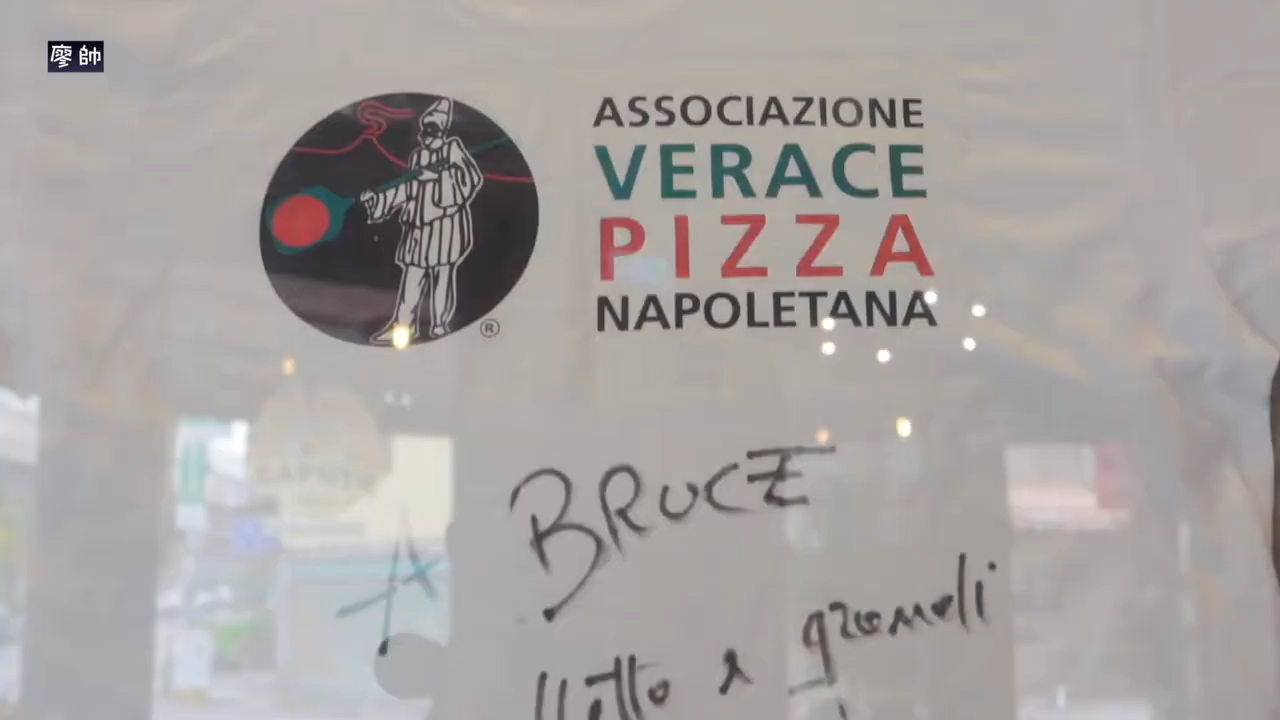 廖帥
ASSOCIAZIONE
VERACE
PIZZA
NAPOLETANA
®
BRUCE